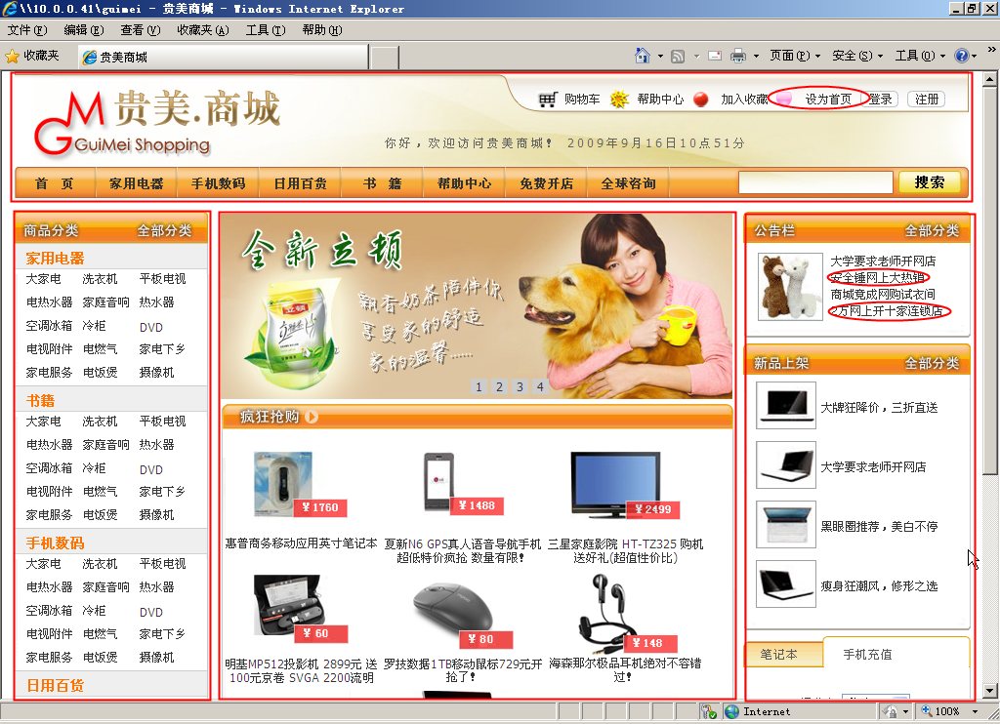 \\10.0.0.41\guimei - 贵美商城 - Windows Internet Explorer
文件(F) 编辑(E) 查看(V) 收藏夹(A) 工具(T) 帮助(H)
收藏夹 贵美商城 页面(P) 安全(S) 工具(O)
贵美.商城
GuiMei Shopping
购物车 帮助中心 加入收藏 设为首页 登录 注册
你好，欢迎访问贵美商城！ 2009年9月16日10点51分
首 页 家用电器 手机数码 日用百货 书 籍 帮助中心 免费开店 全球咨询 搜索
商品分类 全部分类
家用电器
大家电 洗衣机 平板电视
电热水器 家庭音响 热水器
空调冰箱 冷柜 DVD
电视附件 电燃气 家电下乡
家电服务 电饭煲 摄像机
书籍
大家电 洗衣机 平板电视
电热水器 家庭音响 热水器
空调冰箱 冷柜 DVD
电视附件 电燃气 家电下乡
家电服务 电饭煲 摄像机
手机数码
大家电 洗衣机 平板电视
电热水器 家庭音响 热水器
空调冰箱 冷柜 DVD
电视附件 电燃气 家电下乡
家电服务 电饭煲 摄像机
日用百货
全新立顿
飘香奶茶陪伴你
享受家的舒适
家的温馨......
立顿
1 2 3 4
疯狂抢购
¥1760
¥1488
¥2499
惠普商务移动应用英寸笔记本
夏新N6 GPS真人语音导航手机
超低特价疯抢 数量有限！
三星家庭影院 HT-TZ325 购机
送好礼(超值性价比)
¥60
¥80
¥148
明基MP512投影机 2899元 送
100元京卷 SVGA 2200流明
罗技数据1TB移动鼠标729元开
抢了！
海森那尔极品耳机绝对不容错
过！
公告栏 全部分类
大学要求老师开网店
安全锤网上大热销
商城竟成网购试衣间
2万网上开十家连锁店
新品上架 全部分类
大牌狂降价，三折直送
大学要求老师开网店
黑眼圈推荐，美白不停
瘦身狂潮风，修形之选
笔记本 手机充值
Internet 100%